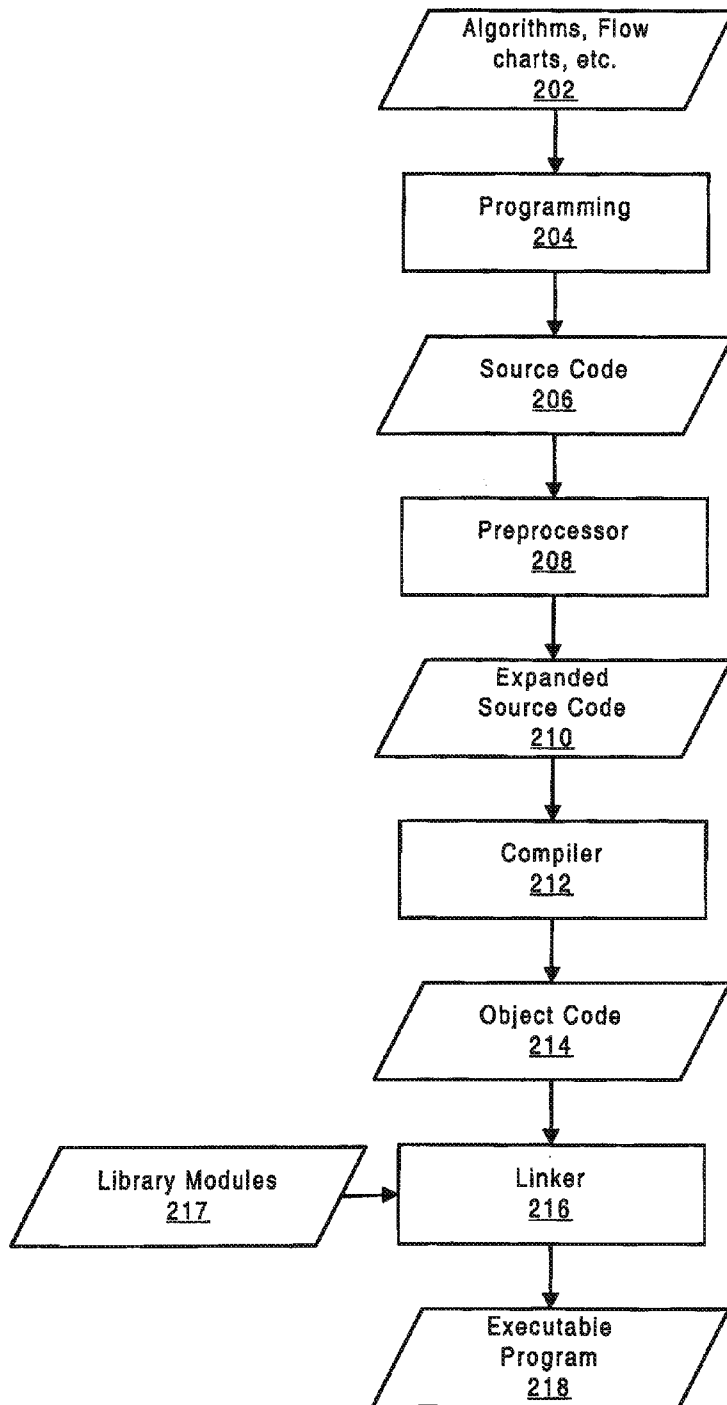 Algorithms, Flow
charts, etc.
202
Programming
204
Source Code
206
Preprocessor
208
Expanded
Source Code
210
Compiler
212
Object Code
214
Library Modules
217
Linker
216
Executable
Program
218